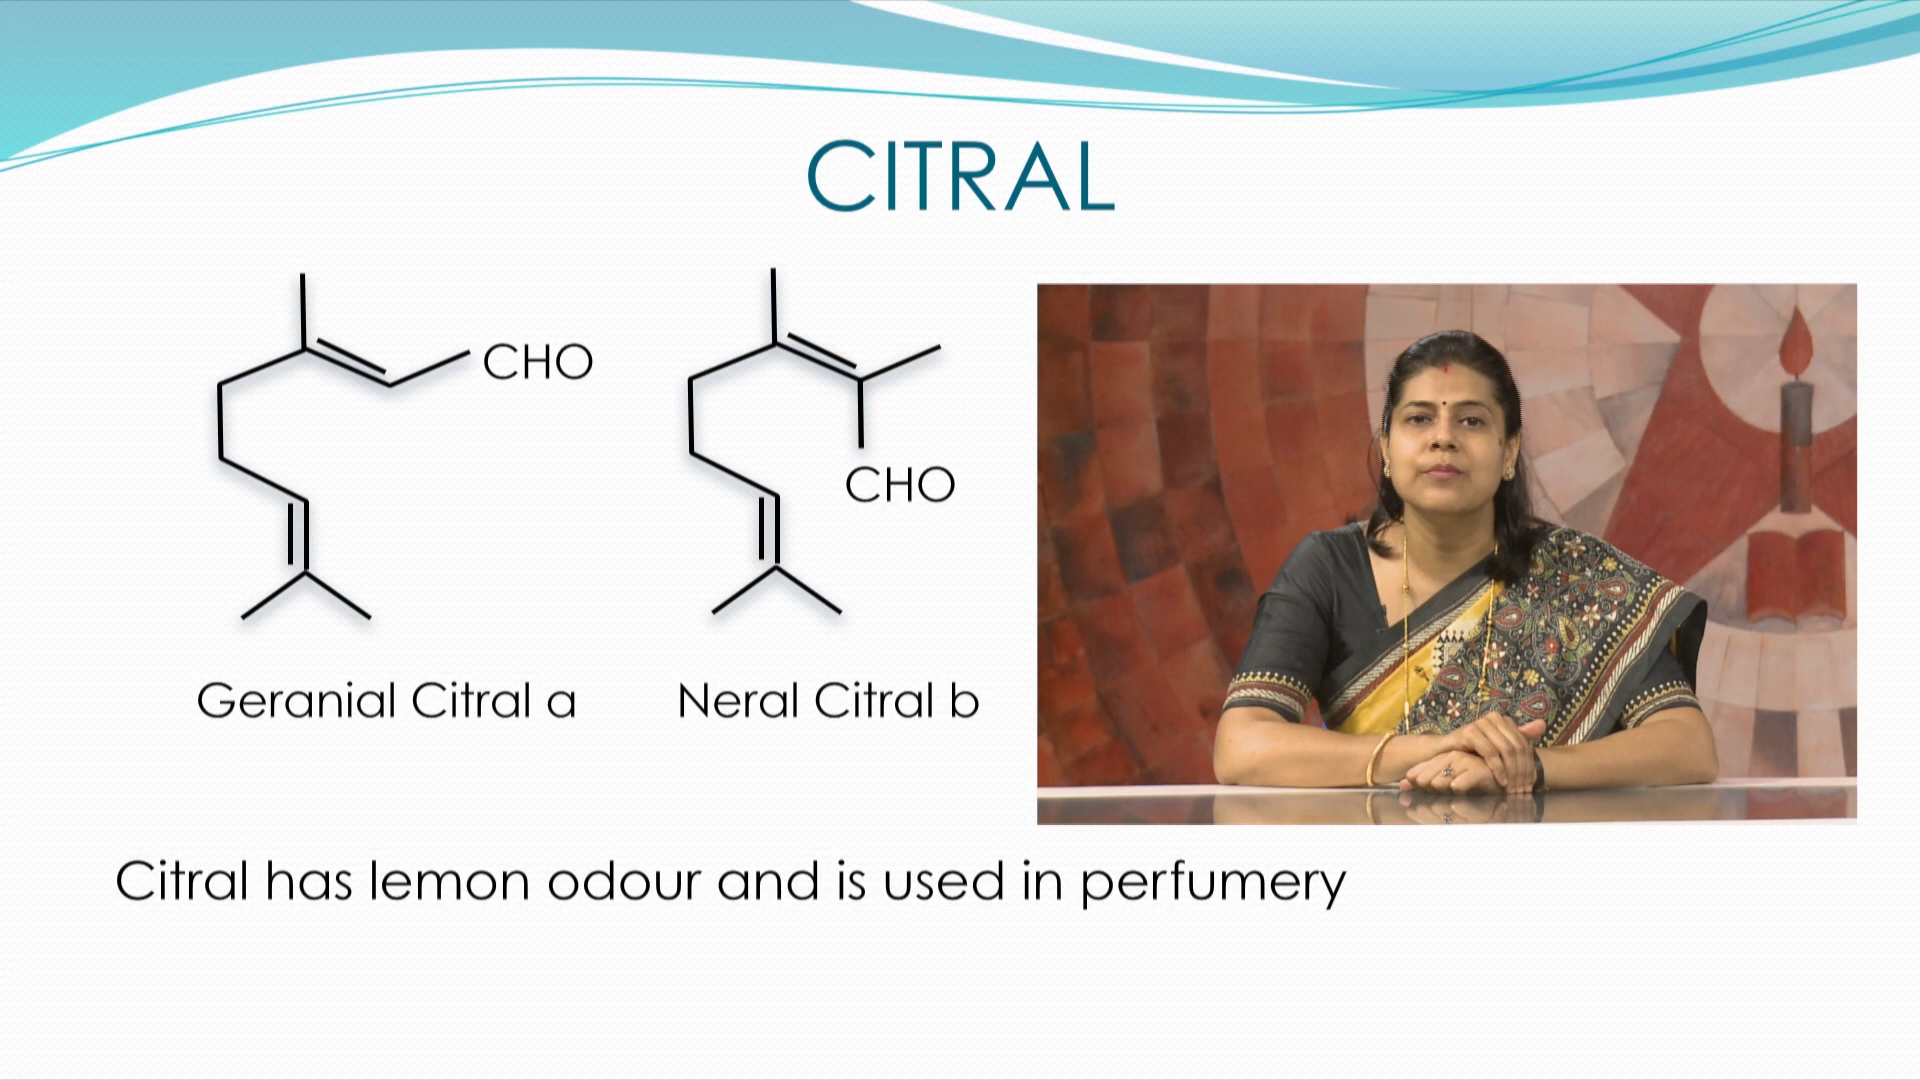 CITRAL
CHO
CHO
Geranial Citral a
Neral Citral b
Citral has lemon odour and is used in perfumery